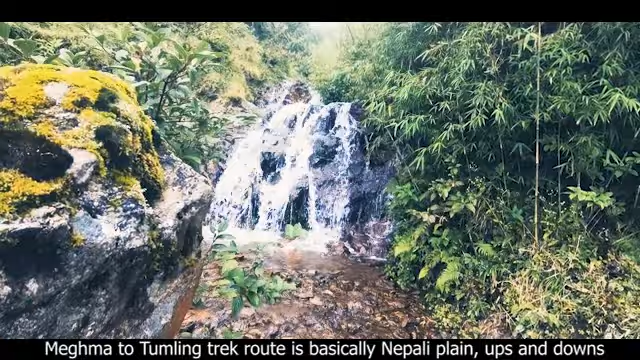 Meghma to Tumling trek route is basically Nepali plain, ups and downs